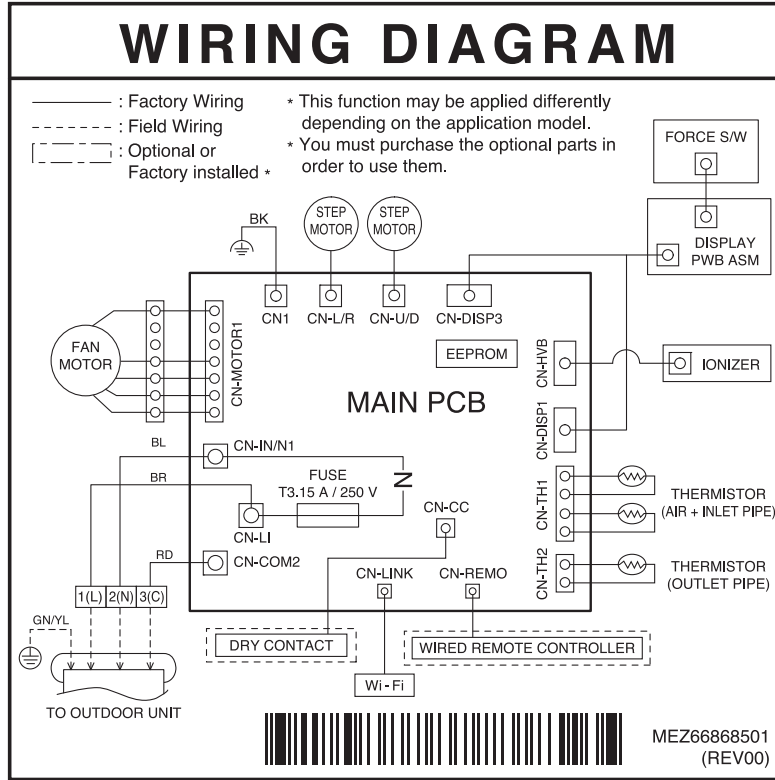 WIRING DIAGRAM
: Factory Wiring
: Field Wiring
: Optional or
Factory installed *
* This function may be applied differently
depending on the application model.
* You must purchase the optional parts in
order to use them.
FORCE S/W
DISPLAY
PWB ASM
BK
STEP
MOTOR
STEP
MOTOR
CN1
CN-L/R
CN-U/D
CN-DISP3
FAN
MOTOR
CN-MOTOR1
EEPROM
CN-HVB
IONIZER
MAIN PCB
CN-DISP1
BL
CN-IN/N1
BR
FUSE
T3.15 A / 250 V
N
CN-LI
CN-CC
CN-TH1
THERMISTOR
(AIR + INLET PIPE)
RD
CN-COM2
CN-LINK
CN-REMO
CN-TH2
THERMISTOR
(OUTLET PIPE)
1(L)
2(N)
3(C)
GN/YL
DRY CONTACT
WIRED REMOTE CONTROLLER
Wi-Fi
TO OUTDOOR UNIT
MEZ66868501
(REV00)